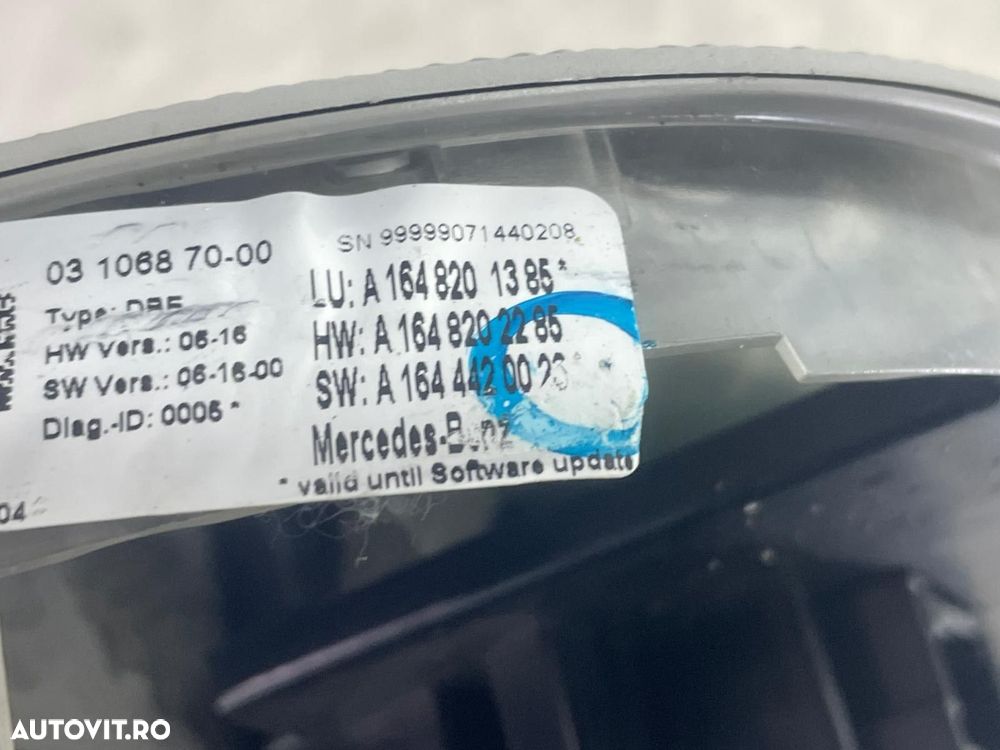 SN 99999071440208
03 1068 70-00
LU: A 164 820 13 85*
Type:
HW: A 164 820 22 85
HW Vers.: 06-16
SW: A 164 442 00 23 *
SW Vers.: 06-16-00
Diag.-ID: 0006 *
Mercedes-Benz
* valid until Software update
04
AUTOVIT.RO